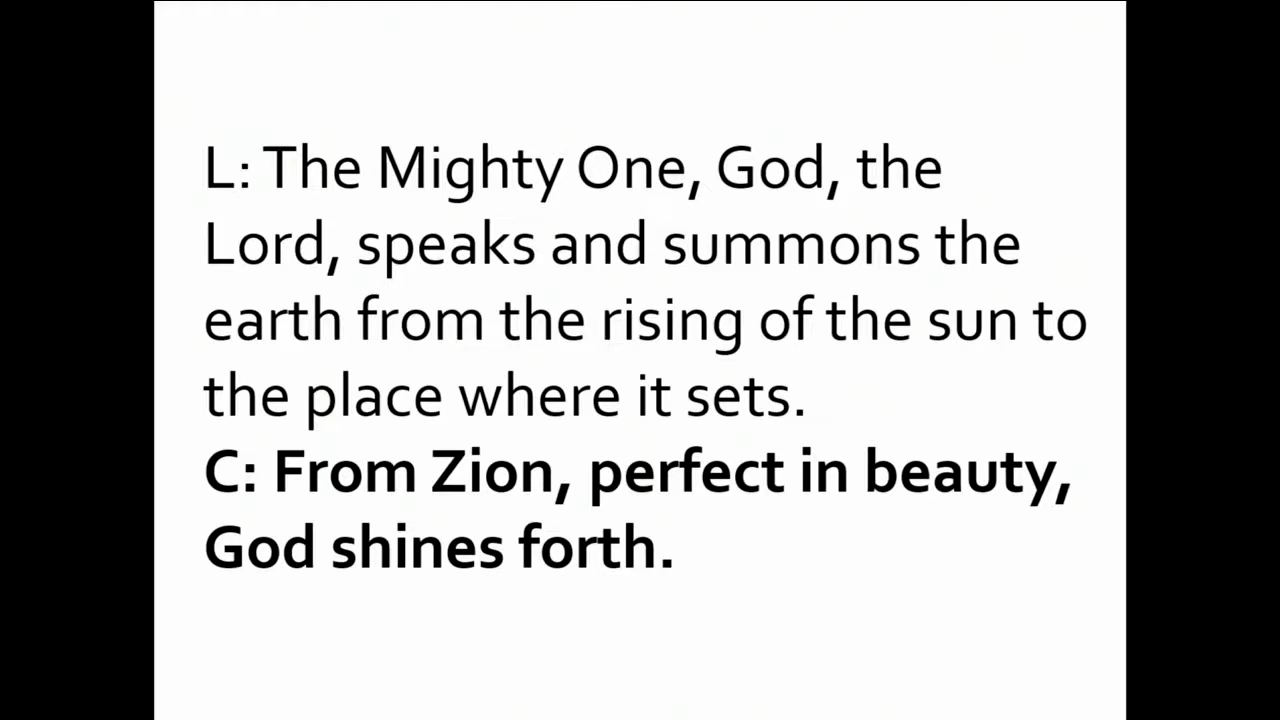 L: The Mighty One, God, the
Lord, speaks and summons the
earth from the rising of the sun to
the place where it sets.
C: From Zion, perfect in beauty,
God shines forth.